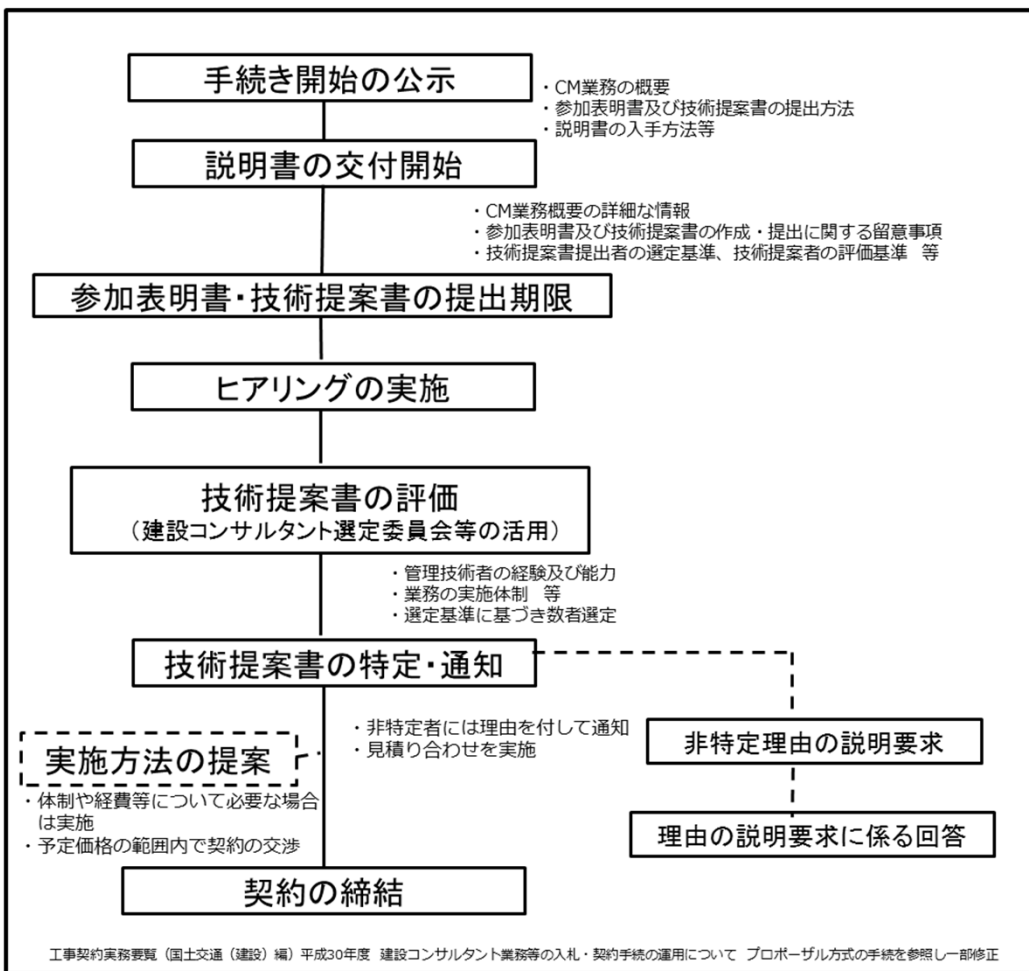 手続き開始の公示
・CM業務の概要
・参加表明書及び技術提案書の提出方法
・説明書の入手方法等
説明書の交付開始
・CM業務概要の詳細な情報
・参加表明書及び技術提案書の作成・提出に関する留意事項
・技術提案書提出者の選定基準、技術提案者の評価基準　等
参加表明書・技術提案書の提出期限
ヒアリングの実施
技術提案書の評価
（建設コンサルタント選定委員会等の活用）
・管理技術者の経験及び能力
・業務の実施体制　等
・選定基準に基づき数者選定
技術提案書の特定・通知
・非特定者には理由を付して通知
・見積り合わせを実施
非特定理由の説明要求
実施方法の提案
・体制や経費等について必要な場合
は実施
・予定価格の範囲内で契約の交渉
理由の説明要求に係る回答
契約の締結
工事契約実務要覧（国土交通（建設）編）平成30年度　建設コンサルタント業務等の入札・契約手続の運用について　プロポーザル方式の手続を参照し一部修正